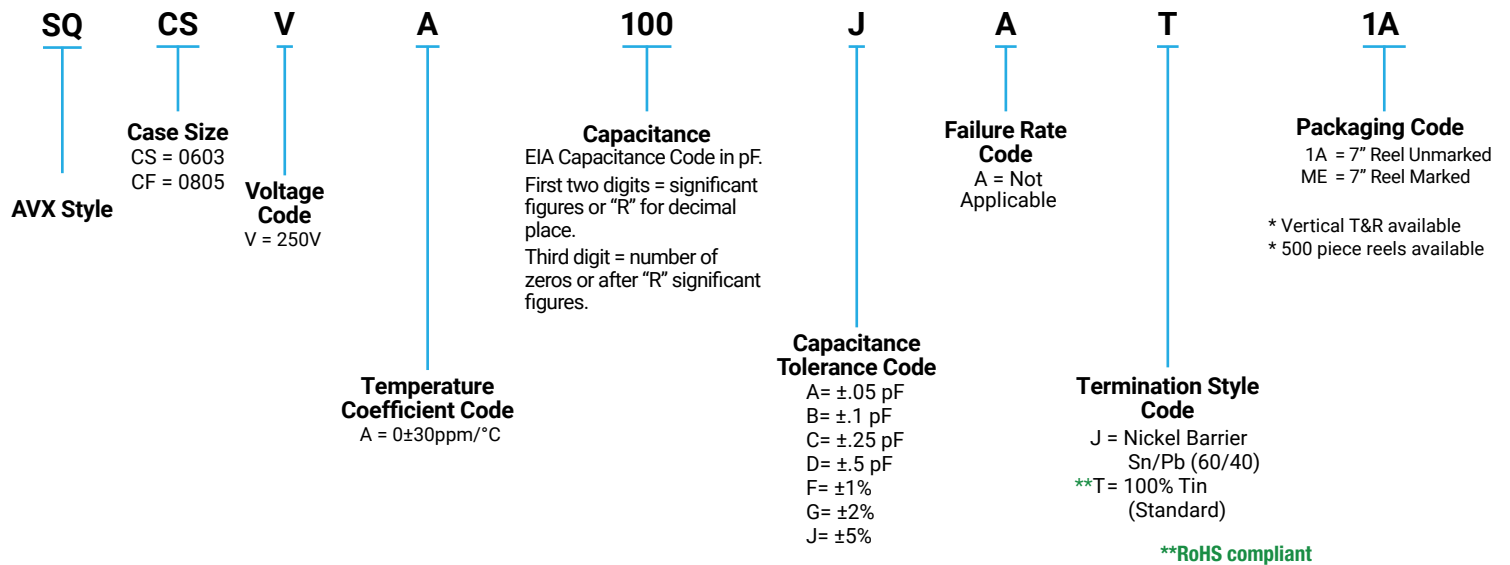 SQ CS V A 100 J A T 1A
AVX Style
Case Size
CS = 0603
CF = 0805
Voltage
Code
V = 250V
Temperature
Coefficient Code
A = 0±30ppm/°C
Capacitance
EIA Capacitance Code in pF.
First two digits = significant
figures or “R” for decimal
place.
Third digit = number of
zeros or after “R” significant
figures.
Capacitance
Tolerance Code
A= ±.05 pF
B= ±.1 pF
C= ±.25 pF
D= ±.5 pF
F= ±1%
G= ±2%
J= ±5%
Failure Rate
Code
A = Not
Applicable
Termination Style
Code
J = Nickel Barrier
Sn/Pb (60/40)
**T= 100% Tin
(Standard)
**RoHS compliant
Packaging Code
1A = 7” Reel Unmarked
ME = 7” Reel Marked
* Vertical T&R available
* 500 piece reels available